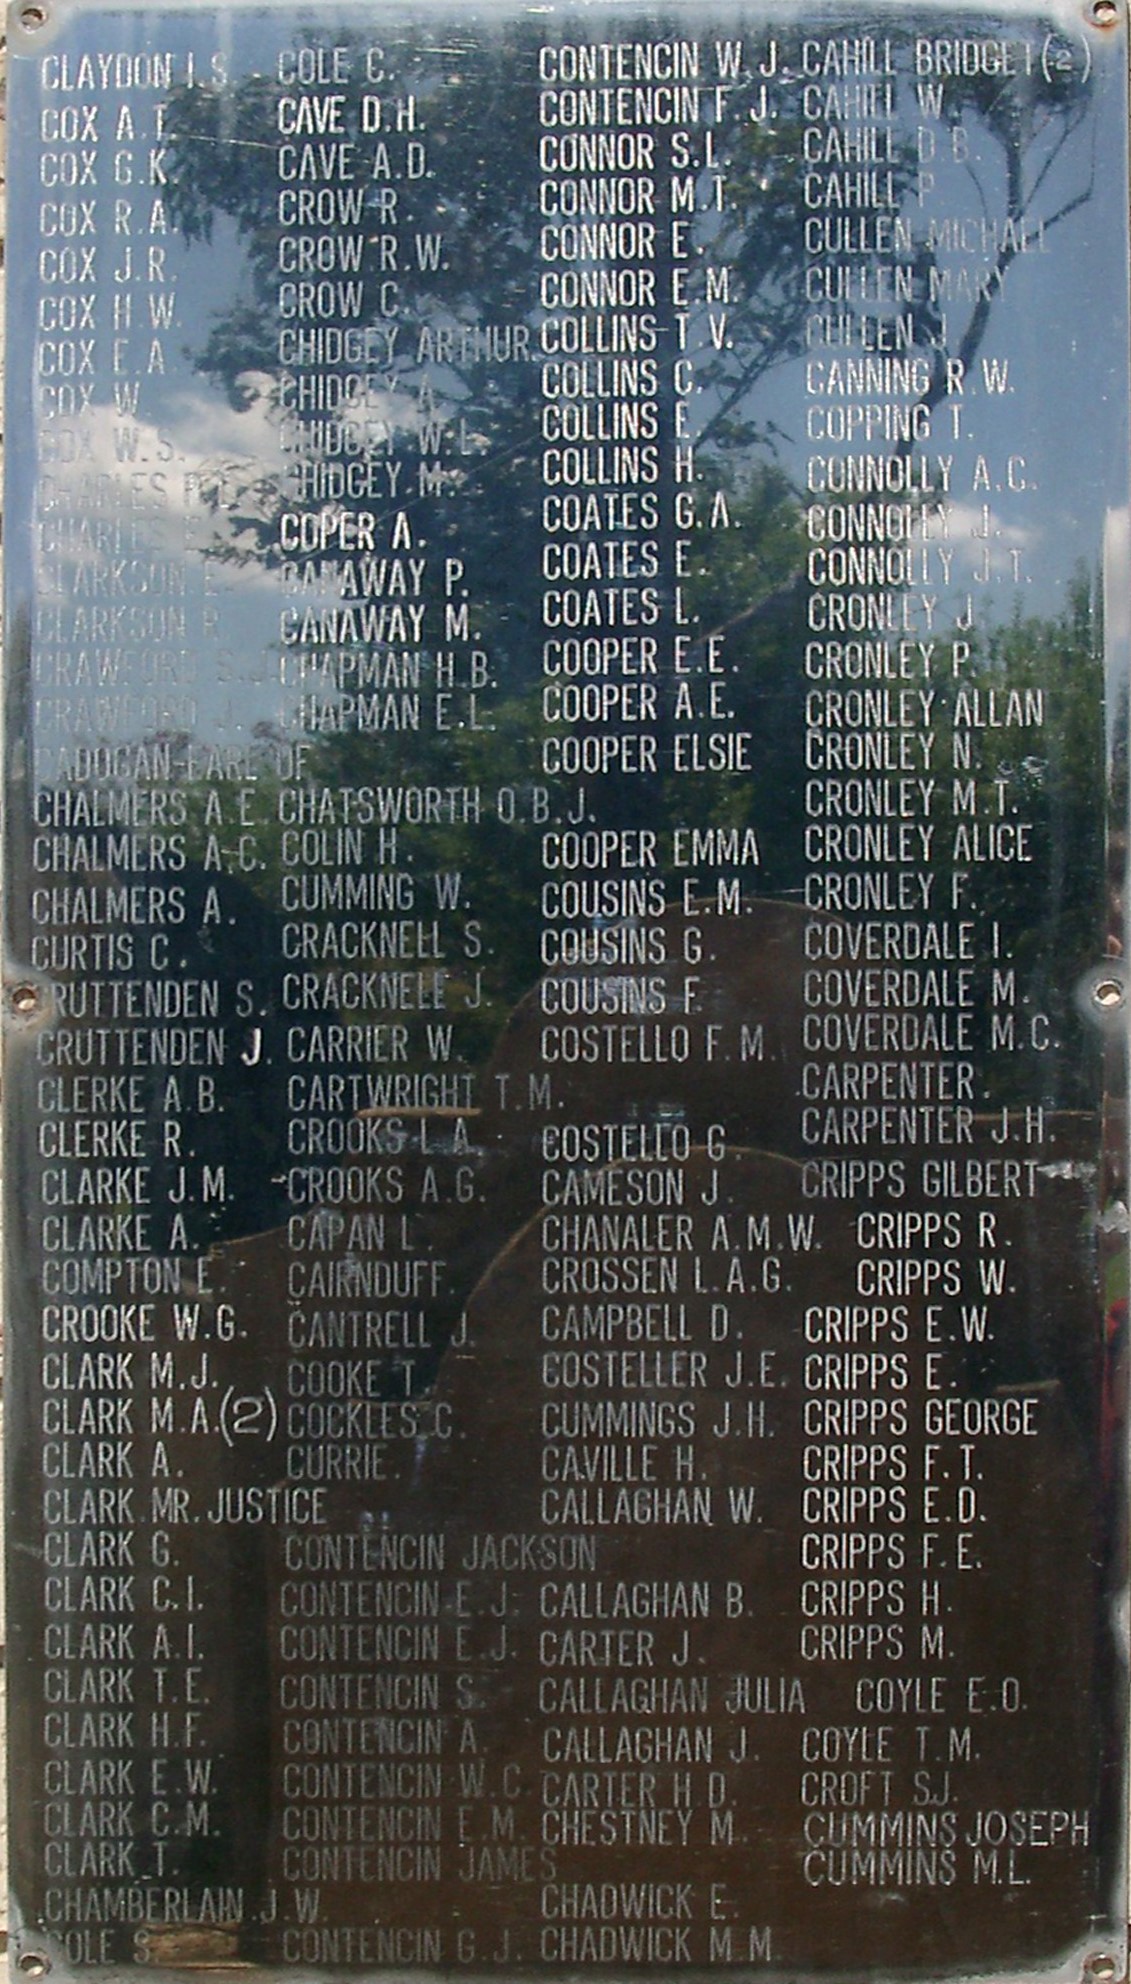 CLAYDON I.S.
COX A.T.
COX G.K.
COX R.A.
COX J.R.
COX H.W.
COX E.A.
COX W.
COX W.S.
CHARLES
CHARLES E.
CLARKSON E.
CLARKSON R.
CRAWFORD S.J.
CRAWFORD J.
CADOGAN-EARL OF
CHALMERS A.E.
CHALMERS A.C.
CHALMERS A.
CURTIS C.
CRUTTENDEN S.
CRUTTENDEN J.
CLERKE A.B.
CLERKE R.
CLARKE J.M.
CLARKE A.
COMPTON E.
CROOKE W.G.
CLARK M.J.
CLARK M.A.(2)
CLARK A.
CLARK MR. JUSTICE
CLARK G.
CLARK C.I.
CLARK A.I.
CLARK T.E.
CLARK H.F.
CLARK E.W.
CLARK C.M.
CLARK T.
CHAMBERLAIN J.W.
COLE S.
COLE C.
CAVE D.H.
CAVE A.D.
CROW R.
CROW R.W.
CROW C.
CHIDGEY ARTHUR.
CHIDGEY A.
CHIDGEY W.L.
CHIDGEY M.
COPER A.
CANAWAY P.
CANAWAY M.
CHAPMAN H.B.
CHAPMAN E.L.
CHATSWORTH O.B.J.
COLIN H.
CUMMING W.
CRACKNELL S.
CRACKNELL J.
CARRIER W.
CARTWRIGHT T.M.
CROOKS L.A.
CROOKS A.G.
CAPAN L.
CAIRNDUFF.
CANTRELL J.
COOKE T.
COCKLES C.
CURRIE.
CONTENCIN JACKSON
CONTENCIN E.J.
CONTENCIN E.J.
CONTENCIN S.
CONTENCIN A.
CONTENCIN W.C.
CONTENCIN E.M.
CONTENCIN JAMES
CONTENCIN G.J.
CONTENCIN W.J.
CONTENCIN F.J.
CONNOR S.L.
CONNOR M.T.
CONNOR E.
CONNOR E.M.
COLLINS T.V.
COLLINS C.
COLLINS E.
COLLINS H.
COATES G.A.
COATES E.
COATES L.
COOPER E.E.
COOPER A.E.
COOPER ELSIE
COOPER EMMA
COUSINS E.M.
COUSINS G.
COUSINS F.
COSTELLO F.M.
COSTELLO G.
CAMESON J.
CHANALER A.M.W.
CROSSEN L.A.G.
CAMPBELL D.
COSTELLER J.E.
CUMMINGS J.H.
CAVILLE H.
CALLAGHAN W.
CALLAGHAN B.
CARTER J.
CALLAGHAN JULIA
CALLAGHAN J.
CARTER H.D.
CHESTNEY M.
CHADWICK E.
CHADWICK M.M.
CAHILL BRIDGET (2)
CAHILL W.
CAHILL D.B.
CAHILL P.
CULLEN MICHAEL
CULLEN MARY
CULLEN J.
CANNING R.W.
COPPING T.
CONNOLLY A.C.
CONNOLLY J.
CONNOLLY J.T.
CRONLEY J.
CRONLEY P.
CRONLEY ALLAN
CRONLEY N.
CRONLEY M.T.
CRONLEY ALICE
CRONLEY F.
COVERDALE I.
COVERDALE M.
COVERDALE M.C.
CARPENTER.
CARPENTER J.H.
CRIPPS GILBERT
CRIPPS R.
CRIPPS W.
CRIPPS E.W.
CRIPPS E.
CRIPPS GEORGE
CRIPPS F.T.
CRIPPS E.D.
CRIPPS F.E.
CRIPPS H.
CRIPPS M.
COYLE E.O.
COYLE T.M.
CROFT S.J.
CUMMINS JOSEPH
CUMMINS M.L.